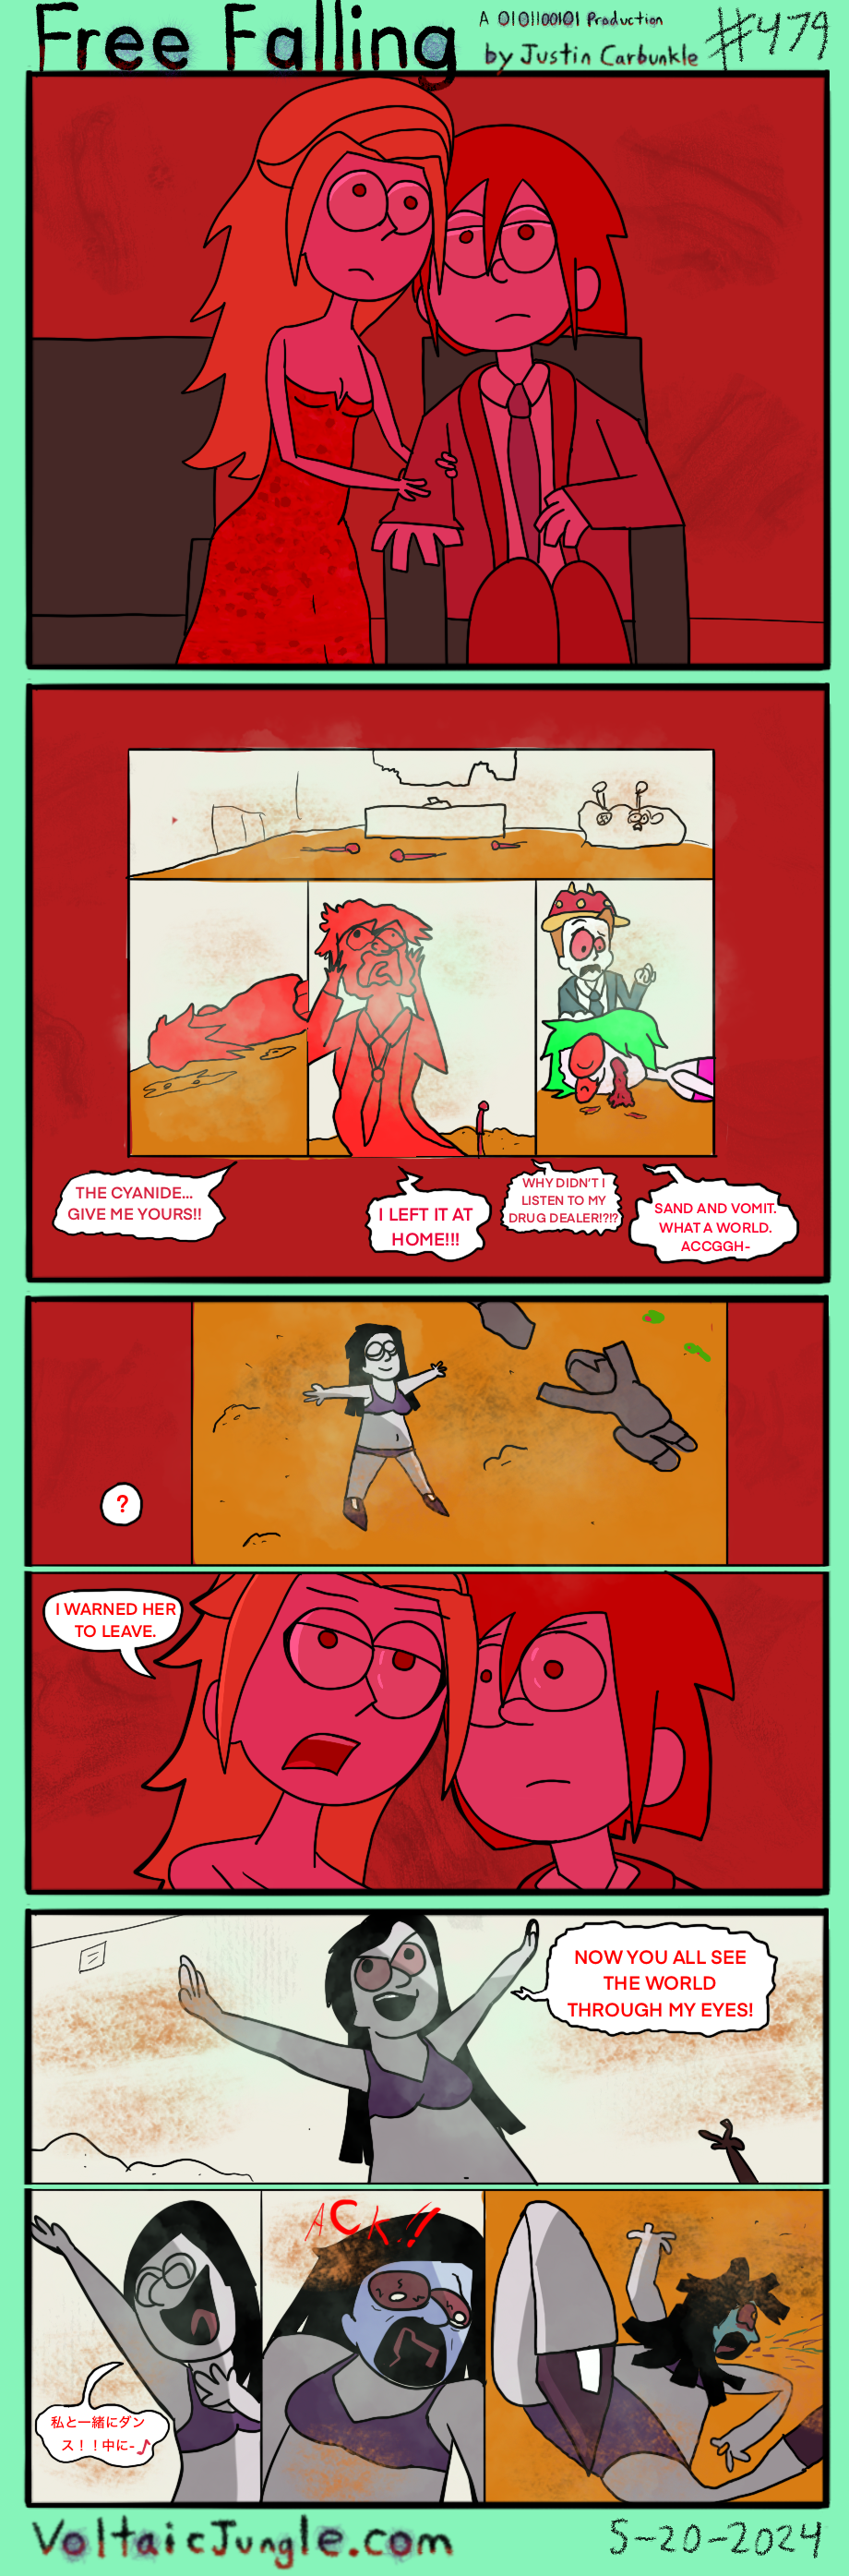 Free Falling
A 0101100101 Production
by Justin Carbunkle
#479
THE CYANIDE...
GIVE ME YOURS!!
I LEFT IT AT
HOME!!!
WHY DIDN'T I
LISTEN TO MY
DRUG DEALER!?!?
SAND AND VOMIT.
WHAT A WORLD.
ACCGGH-
?
I WARNED HER
TO LEAVE.
NOW YOU ALL SEE
THE WORLD
THROUGH MY EYES!
私と一緒にダン
ス！！中に-♪
ACK!!
VoltaicJungle.com
5-20-2024